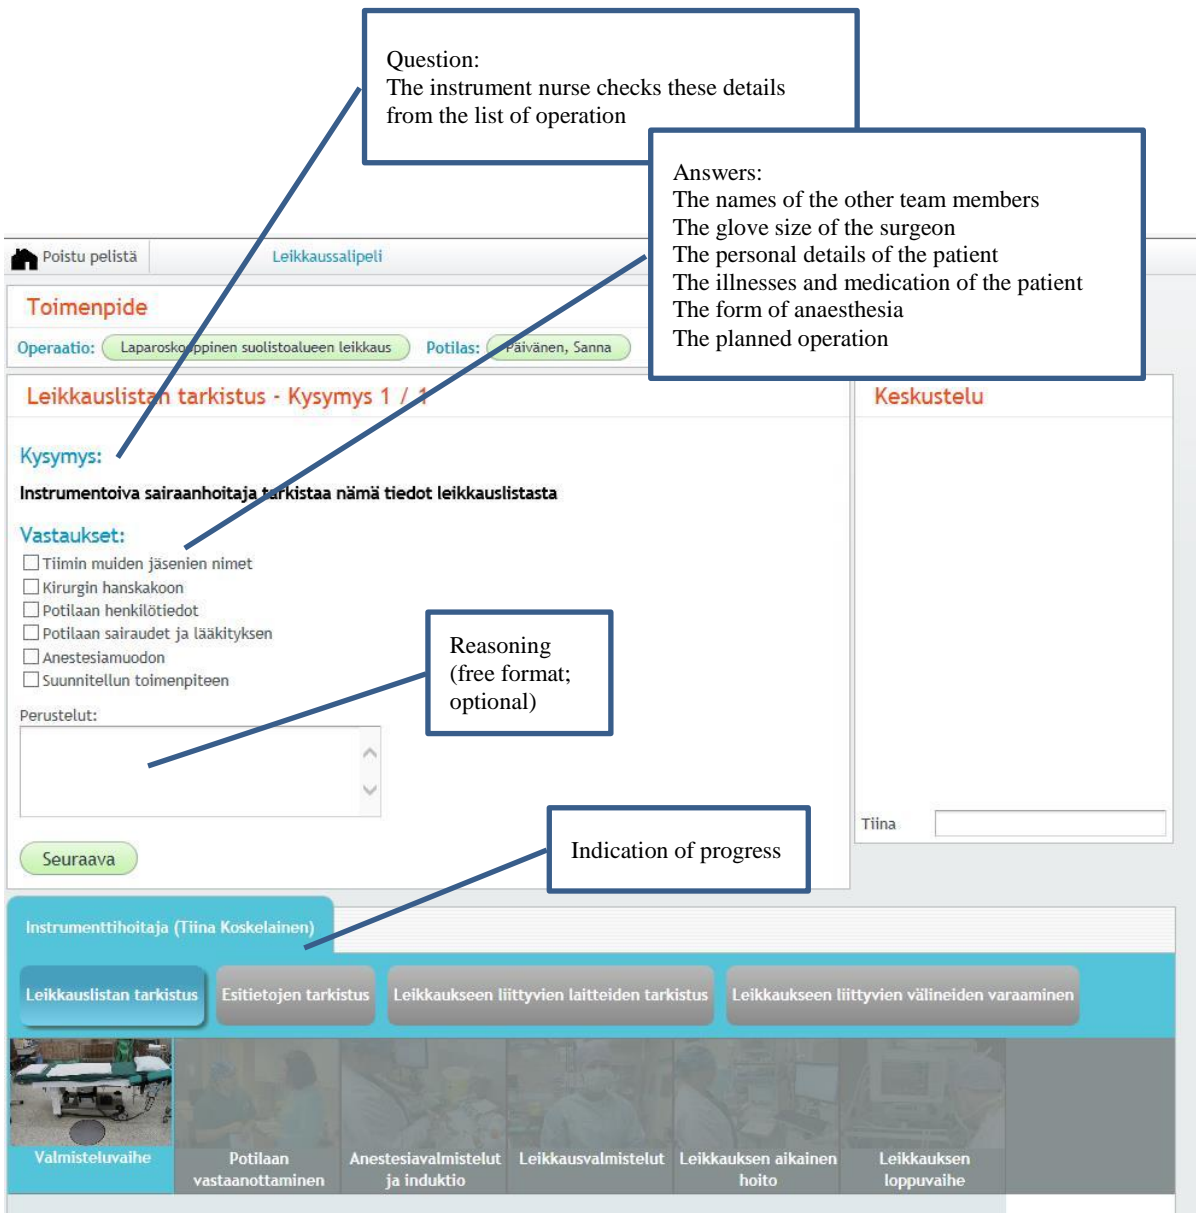 Question:
The instrument nurse checks these details
from the list of operation
Answers:
The names of the other team members
The glove size of the surgeon
The personal details of the patient
The illnesses and medication of the patient
The form of anaesthesia
The planned operation
Poistu pelistä
Leikkaussalipeli
Toimenpide
Operaatio: Laparoskooppinen suolistoalueen leikkaus Potilas: Päivänen, Sanna
Leikkauslistan tarkistus - Kysymys 1 / 1
Keskustelu
Kysymys:
Instrumentoiva sairaanhoitaja tarkistaa nämä tiedot leikkauslistasta
Vastaukset:
Tiimin muiden jäsenien nimet
Kirurgin hanskakoon
Potilaan henkilötiedot
Potilaan sairaudet ja lääkityksen
Anestesiamuodon
Suunnitellun toimenpiteen
Reasoning
(free format;
optional)
Perustelut:
Tiina
Seuraava
Indication of progress
Instrumenttihoitaja (Tiina Koskelainen)
Leikkauslistan tarkistus
Esitietojen tarkistus
Leikkaukseen liittyvien laitteiden tarkistus
Leikkaukseen liittyvien välineiden varaaminen
Valmisteluvaihe
Potilaan
vastaanottaminen
Anestesiavalmistelut
ja induktio
Leikkausvalmistelut
Leikkauksen aikainen
hoito
Leikkauksen
loppuvaihe